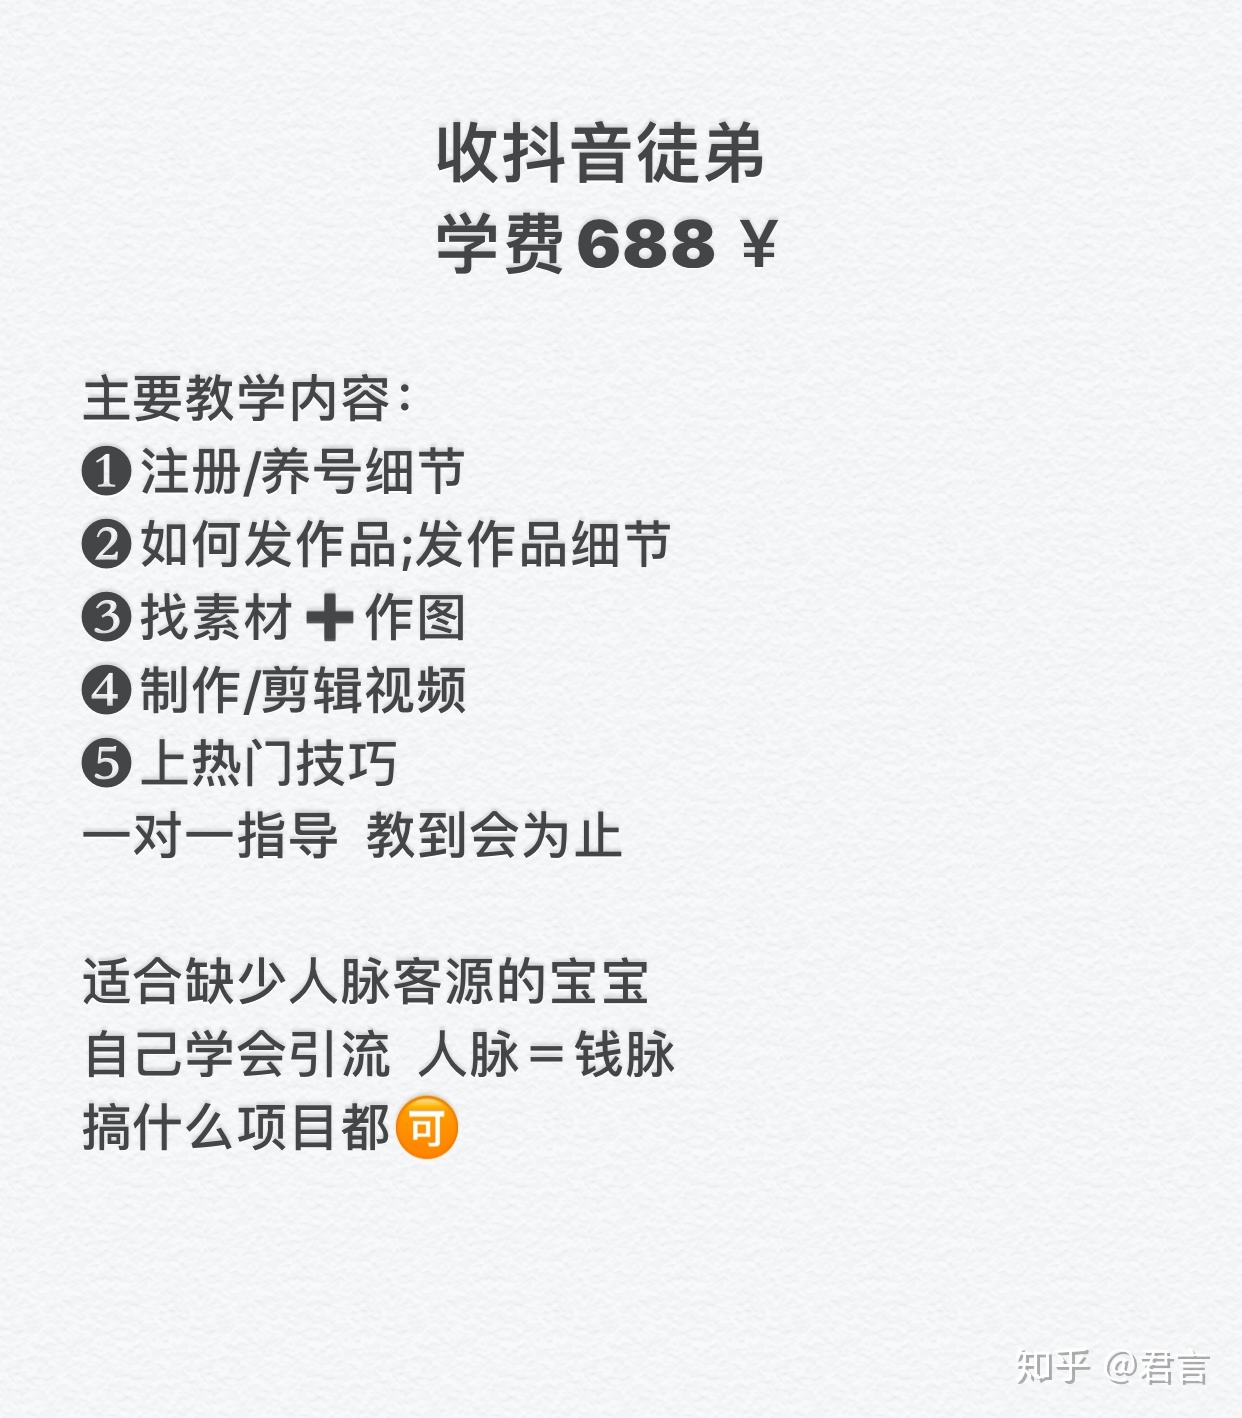 收抖音徒弟
学费688 ¥
主要教学内容：
❶注册/养号细节
❷如何发作品;发作品细节
❸找素材➕作图
❹制作/剪辑视频
❺上热门技巧
一对一指导 教到会为止
适合缺少人脉客源的宝宝
自己学会引流 人脉＝钱脉
搞什么项目都🉑
知乎 @君言